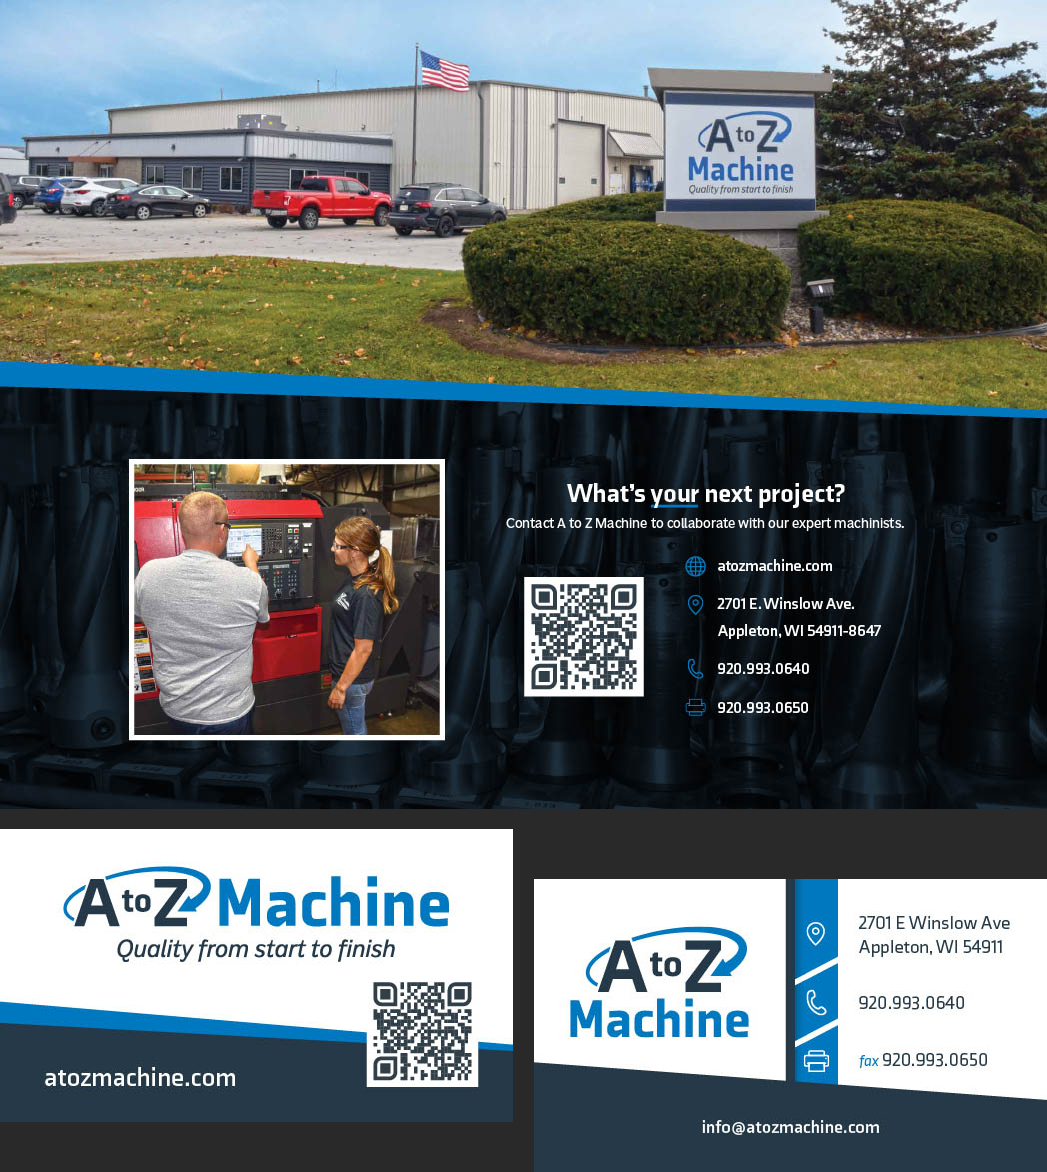 A to Z
Machine
Quality from start to finish
What's your next project?
Contact A to Z Machine to collaborate with our expert machinists.
atozmachine.com
2701 E. Winslow Ave.
Appleton, WI 54911-8647
920.993.0640
920.993.0650
A to Z Machine
Quality from start to finish
atozmachine.com
A to Z
Machine
2701 E Winslow Ave
Appleton, WI 54911
920.993.0640
fax 920.993.0650
info@atozmachine.com